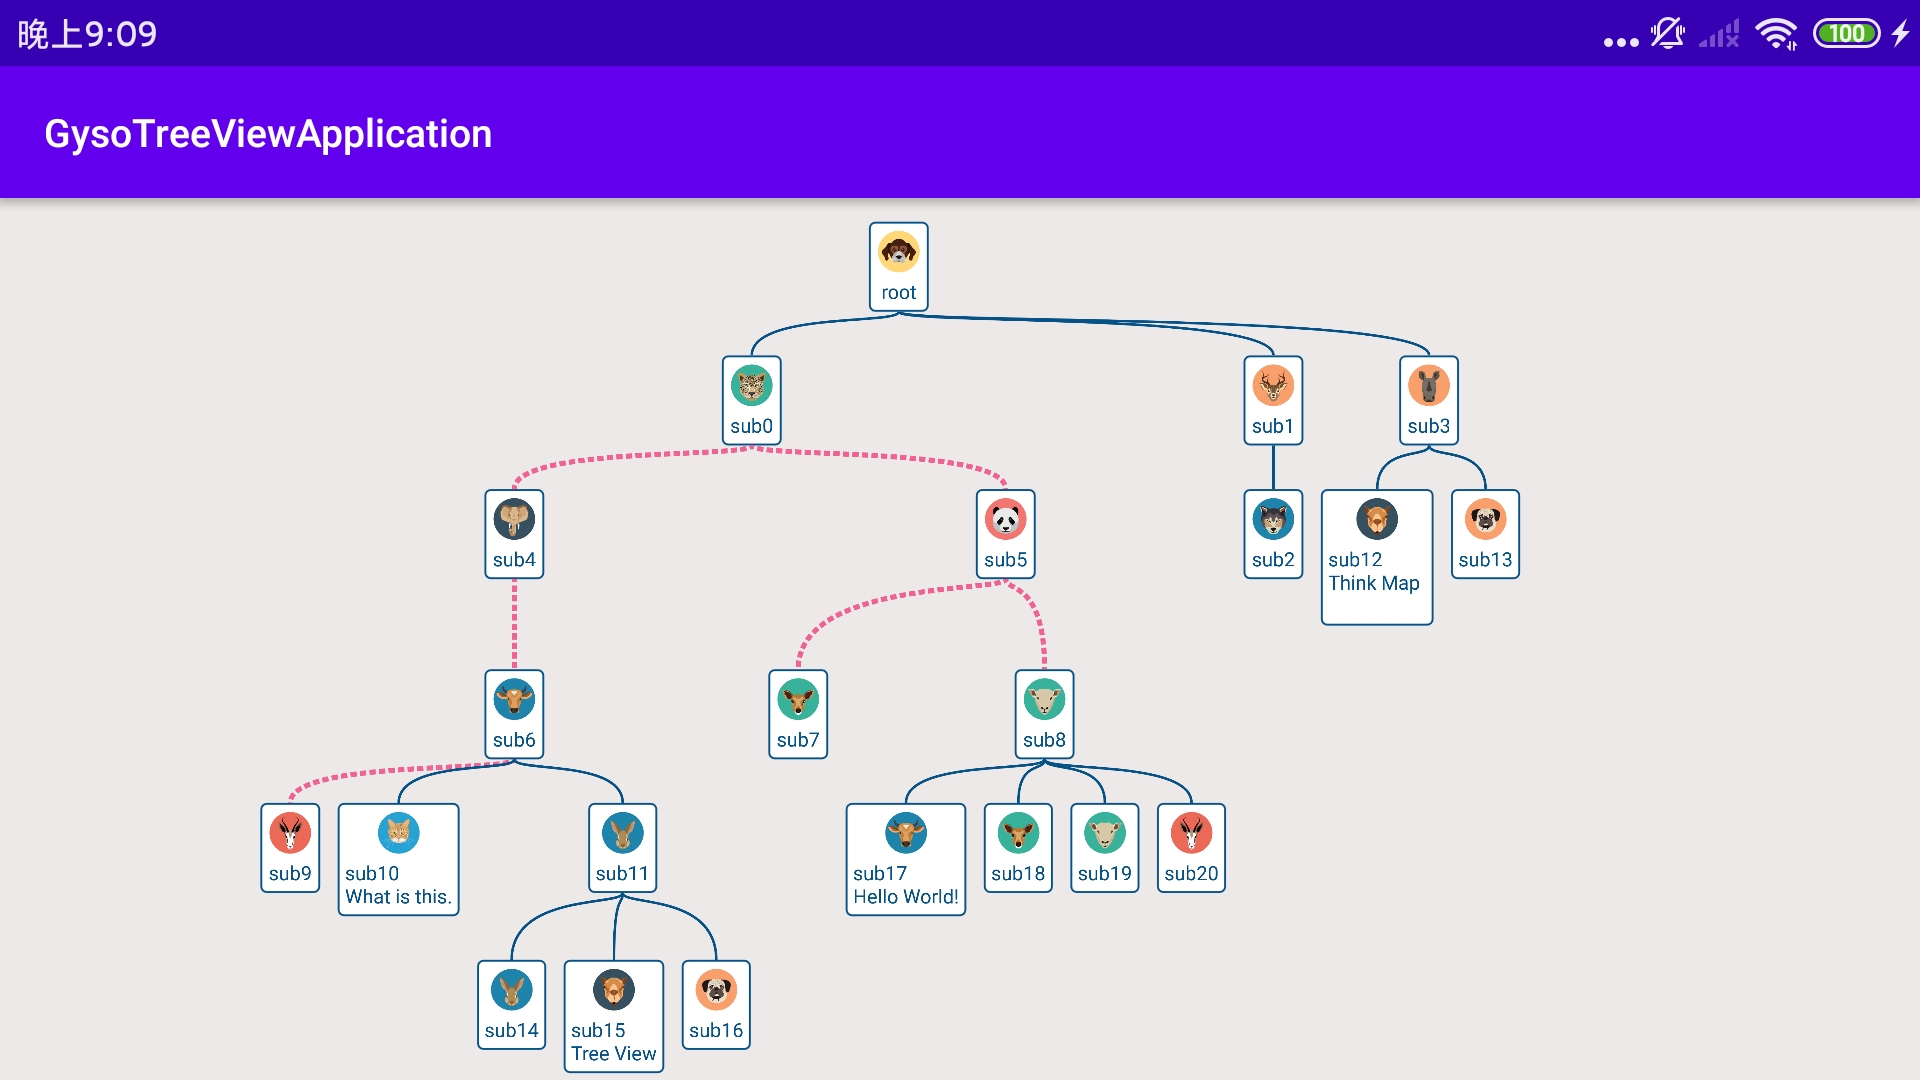 晚上9:09
100
GysoTreeViewApplication
root
sub0
sub1
sub3
sub4
sub5
sub2
sub12
Think Map
sub13
sub6
sub7
sub8
sub9
sub10
What is this.
sub11
sub17
Hello World!
sub18
sub19
sub20
sub14
sub15
Tree View
sub16